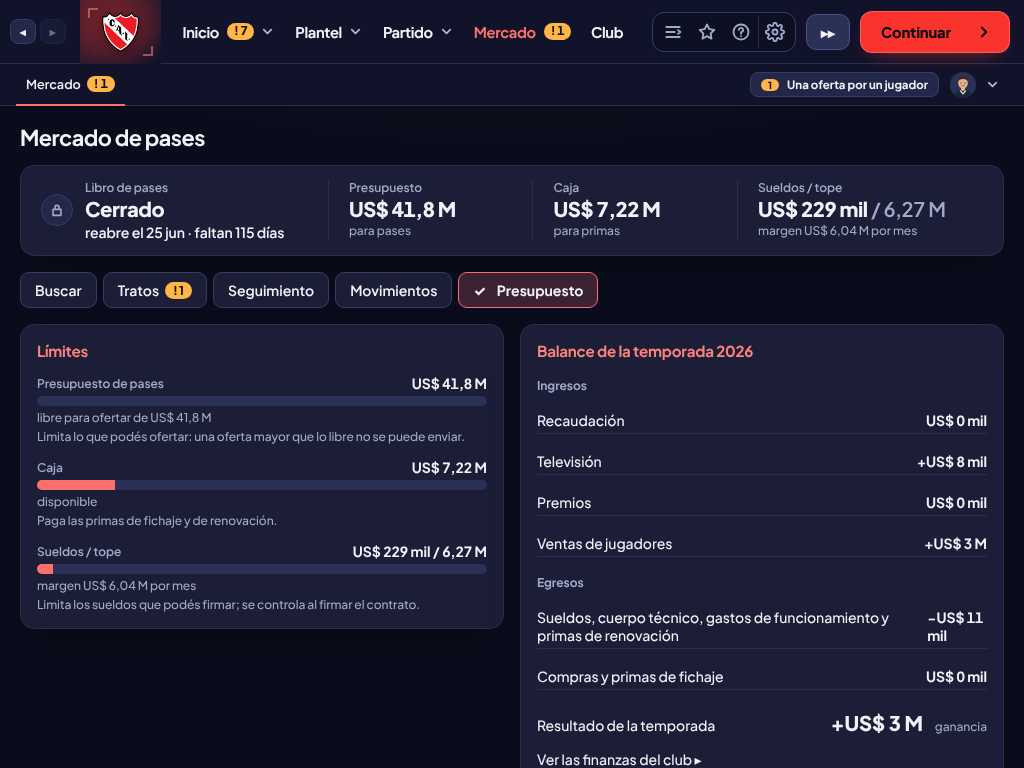 ◂
▸
CAI
Inicio !7
Plantel
Partido
Mercado !1
Club
▸▸
Continuar
Mercado !1
1 Una oferta por un jugador
Mercado de pases
Libro de pases
Cerrado
reabre el 25 jun · faltan 115 días
Presupuesto
US$ 41,8 M
para pases
Caja
US$ 7,22 M
para primas
Sueldos / tope
US$ 229 mil / 6,27 M
margen US$ 6,04 M por mes
Buscar
Tratos !1
Seguimiento
Movimientos
✓ Presupuesto
Límites
Presupuesto de pases US$ 41,8 M
libre para ofertar de US$ 41,8 M
Limita lo que podés ofertar: una oferta mayor que lo libre no se puede enviar.
Caja US$ 7,22 M
disponible
Paga las primas de fichaje y de renovación.
Sueldos / tope US$ 229 mil / 6,27 M
margen US$ 6,04 M por mes
Limita los sueldos que podés firmar; se controla al firmar el contrato.
Balance de la temporada 2026
Ingresos
Recaudación US$ 0 mil
Televisión +US$ 8 mil
Premios US$ 0 mil
Ventas de jugadores +US$ 3 M
Egresos
Sueldos, cuerpo técnico, gastos de funcionamiento y −US$ 11
primas de renovación mil
Compras y primas de fichaje US$ 0 mil
Resultado de la temporada +US$ 3 M ganancia
Ver las finanzas del club ▸